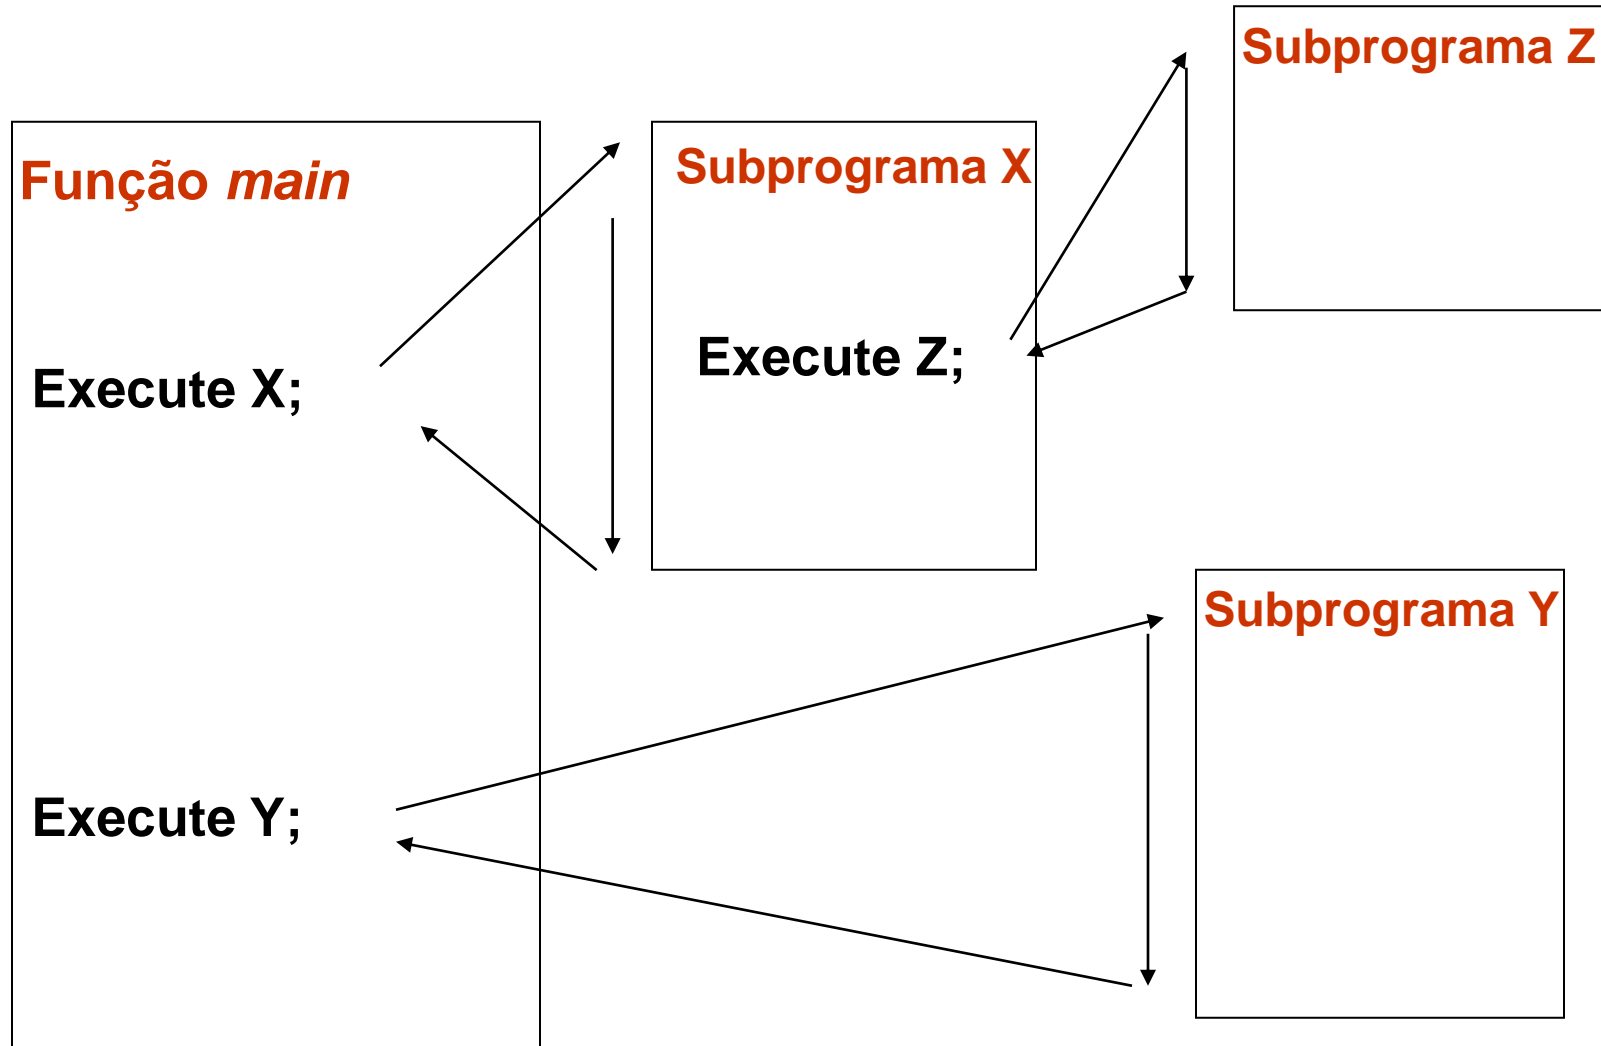 Função main
Execute X;
Execute Y;
Subprograma X
Execute Z;
Subprograma Z
Subprograma Y